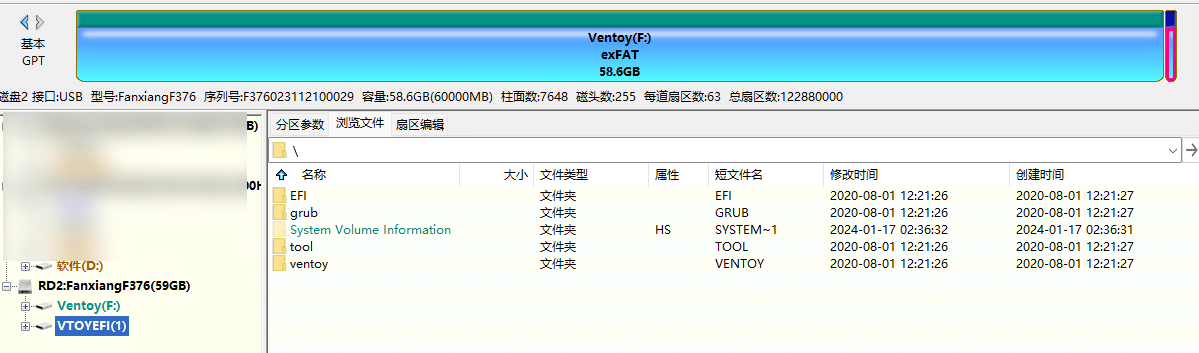 基本
GPT
Ventoy(F:)
exFAT
58.6GB
磁盘2 接口:USB 型号:FanxiangF376 序列号:F376023112100029 容量:58.6GB(60000MB) 柱面数:7648 磁头数:255 每道扇区数:63 总扇区数:122880000
软件(D:)
RD2:FanxiangF376(59GB)
Ventoy(F:)
VTOYEFI(1)
分区参数 浏览文件 扇区编辑
\
名称 大小 文件类型 属性 短文件名 修改时间 创建时间
EFI 文件夹 EFI 2020-08-01 12:21:26 2020-08-01 12:21:27
grub 文件夹 GRUB 2020-08-01 12:21:26 2020-08-01 12:21:27
System Volume Information 文件夹 HS SYSTEM~1 2024-01-17 02:36:32 2024-01-17 02:36:31
tool 文件夹 TOOL 2020-08-01 12:21:26 2020-08-01 12:21:27
ventoy 文件夹 VENTOY 2020-08-01 12:21:26 2020-08-01 12:21:27